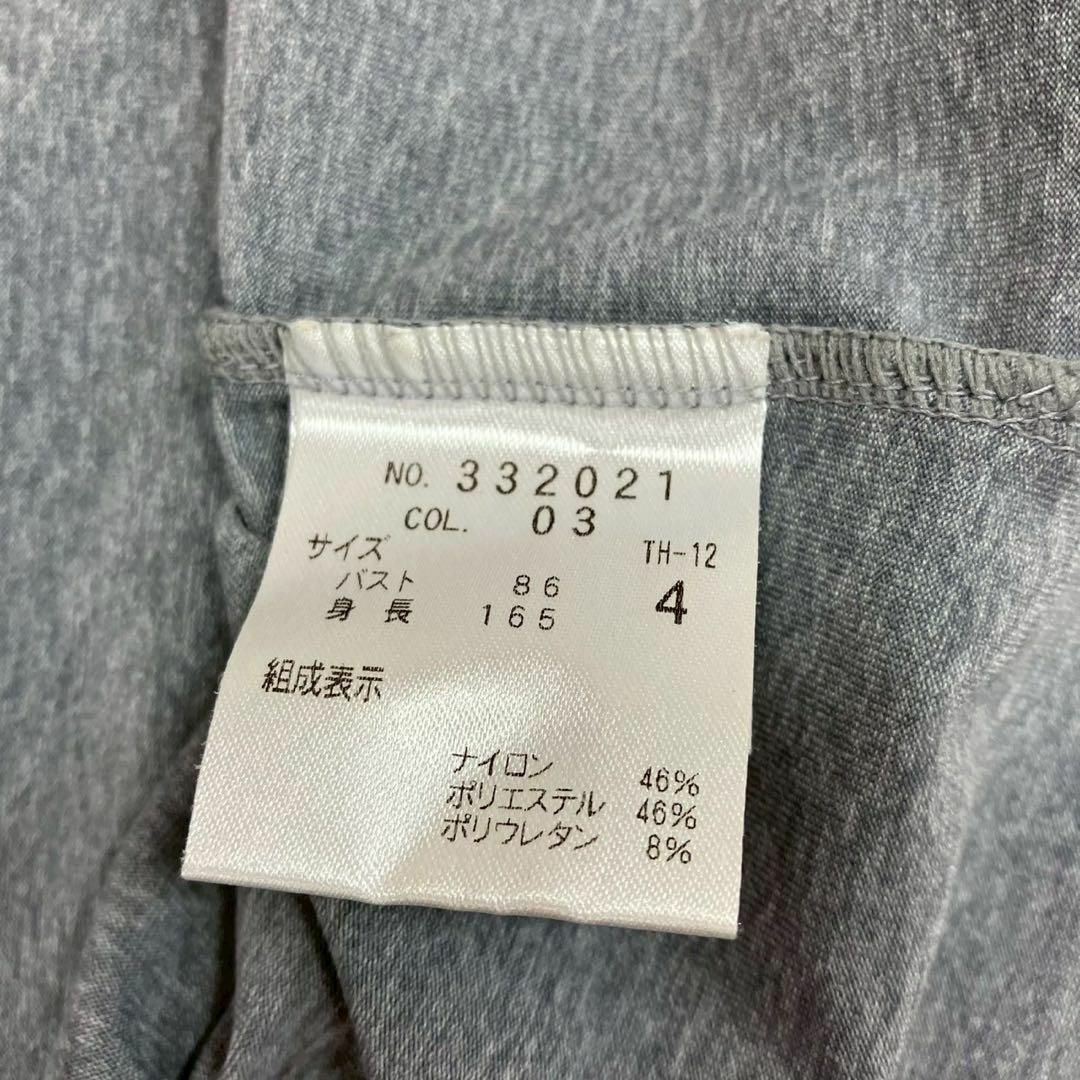 NO. 332021
COL. 03
サイズ TH-12
バスト 86 4
身長 165
組成表示
ナイロン 46%
ポリエステル 46%
ポリウレタン 8%